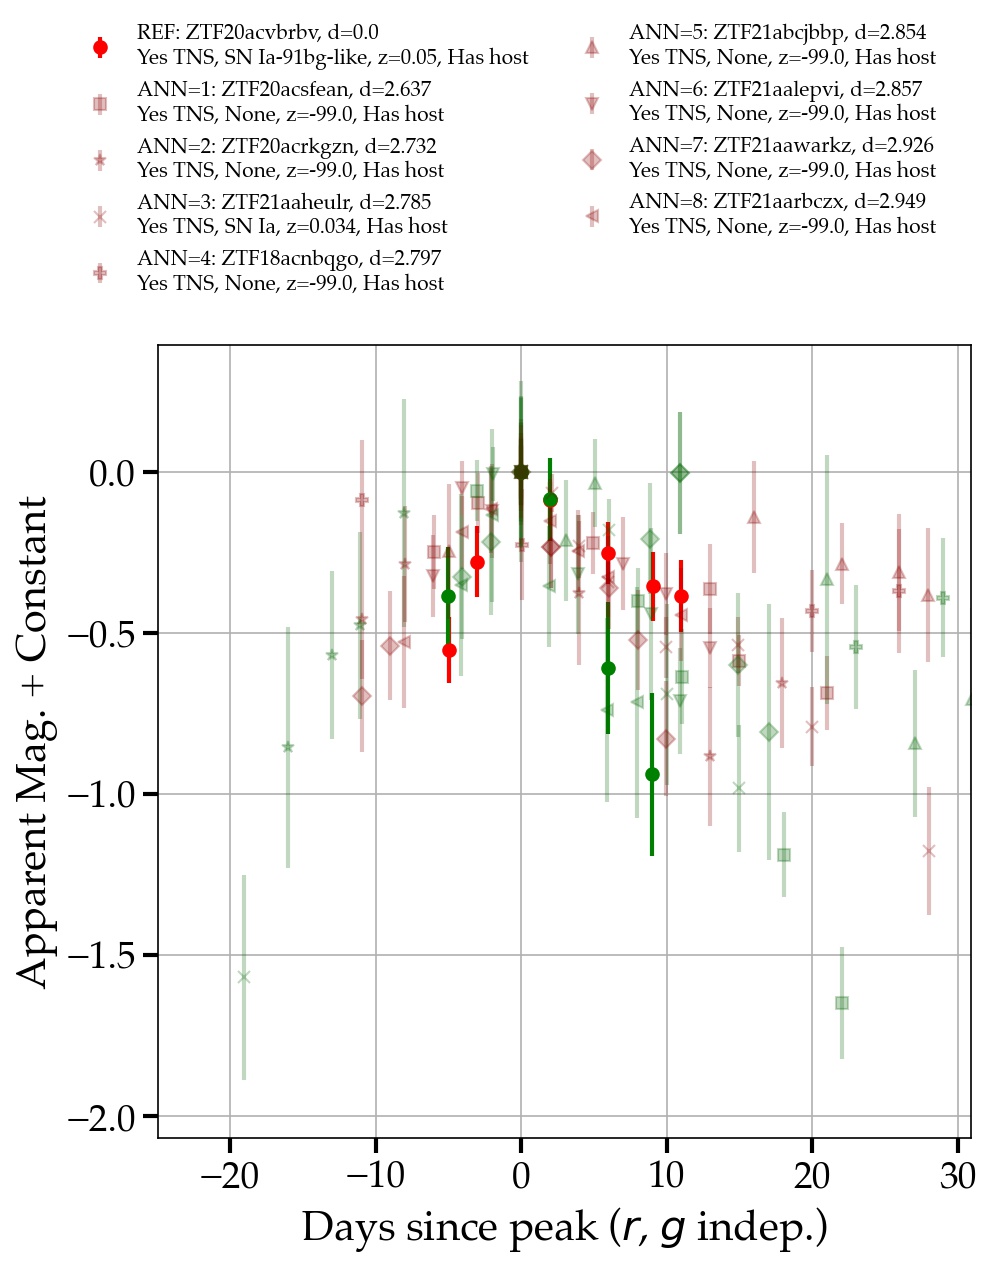 REF: ZTF20acvbrbv, d=0.0
Yes TNS, SN Ia-91bg-like, z=0.05, Has host
ANN=1: ZTF20acsfean, d=2.637
Yes TNS, None, z=-99.0, Has host
ANN=2: ZTF20acrkgzn, d=2.732
Yes TNS, None, z=-99.0, Has host
ANN=3: ZTF21aaheulr, d=2.785
Yes TNS, SN Ia, z=0.034, Has host
ANN=4: ZTF18acnbqgo, d=2.797
Yes TNS, None, z=-99.0, Has host
ANN=5: ZTF21abcjbbp, d=2.854
Yes TNS, None, z=-99.0, Has host
ANN=6: ZTF21aalepvi, d=2.857
Yes TNS, None, z=-99.0, Has host
ANN=7: ZTF21aawarkz, d=2.926
Yes TNS, None, z=-99.0, Has host
ANN=8: ZTF21aarbczx, d=2.949
Yes TNS, None, z=-99.0, Has host
Apparent Mag. + Constant
0.0
−0.5
−1.0
−1.5
−2.0
−20 −10 0 10 20 30
Days since peak (r, g indep.)